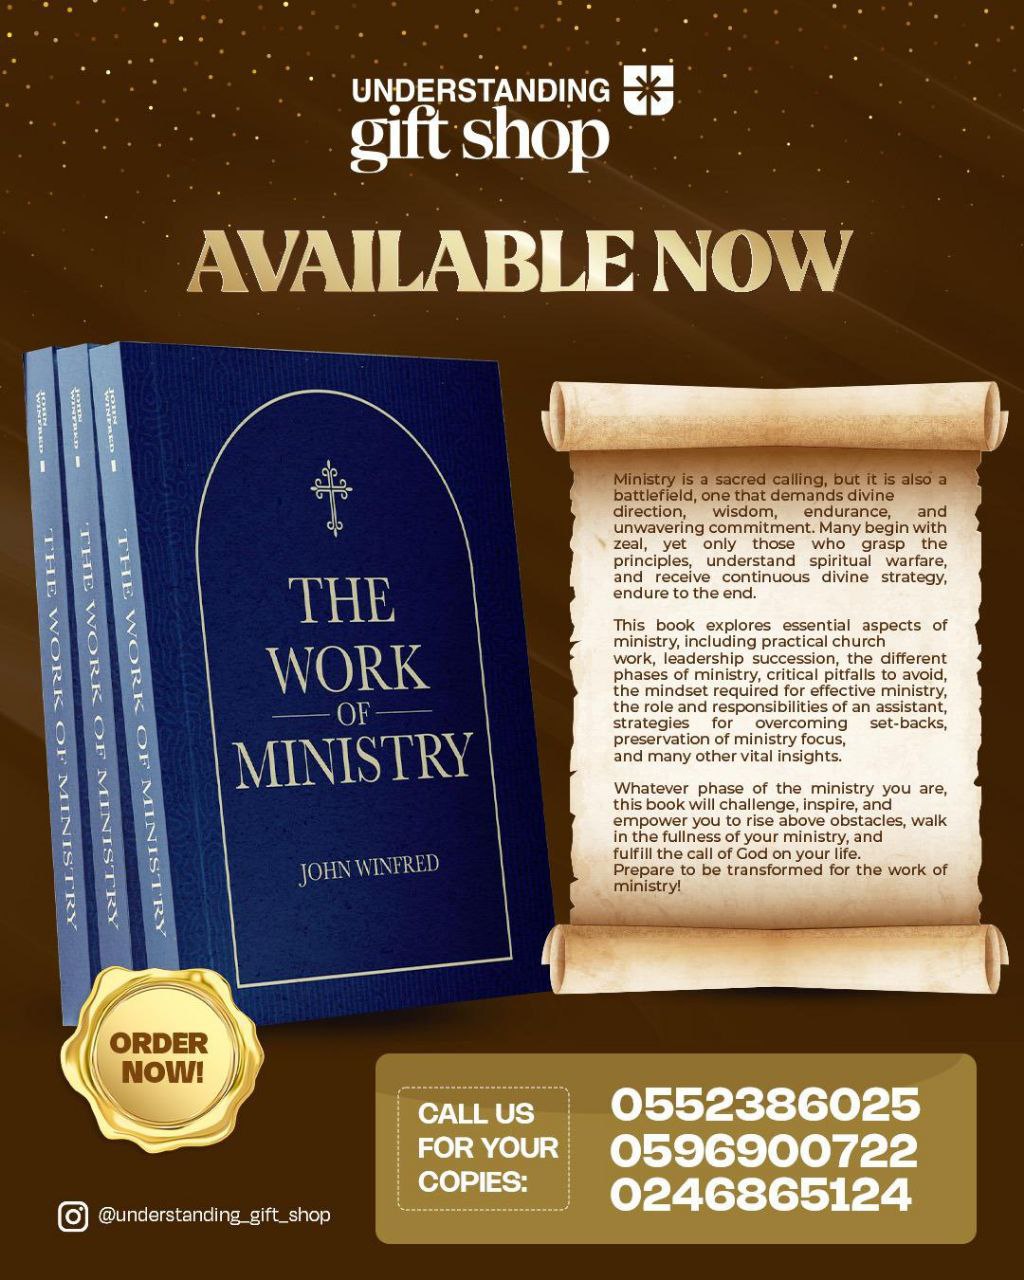 UNDERSTANDING
gift shop
AVAILABLE NOW
JOHN
WINFRED
THE WORK OF MINISTRY
JOHN
WINFRED
THE WORK OF MINISTRY
JOHN
WINFRED
THE WORK OF MINISTRY
THE
WORK
OF
MINISTRY
JOHN WINFRED
Ministry is a sacred calling, but it is also a
battlefield, one that demands divine
direction, wisdom, endurance, and
unwavering commitment. Many begin with
zeal, yet only those who grasp the
principles, understand spiritual warfare,
and receive continuous divine strategy,
endure to the end.
This book explores essential aspects of
ministry, including practical church
work, leadership succession, the different
phases of ministry, critical pitfalls to avoid,
the mindset required for effective ministry,
the role and responsibilities of an assistant,
strategies for overcoming set-backs,
preservation of ministry focus,
and many other vital insights.
Whatever phase of the ministry you are,
this book will challenge, inspire, and
empower you to rise above obstacles, walk
in the fullness of your ministry, and
fulfill the call of God on your life.
Prepare to be transformed for the work of
ministry!
ORDER
NOW!
CALL US
FOR YOUR
COPIES:
0552386025
0596900722
0246865124
@understanding_gift_shop